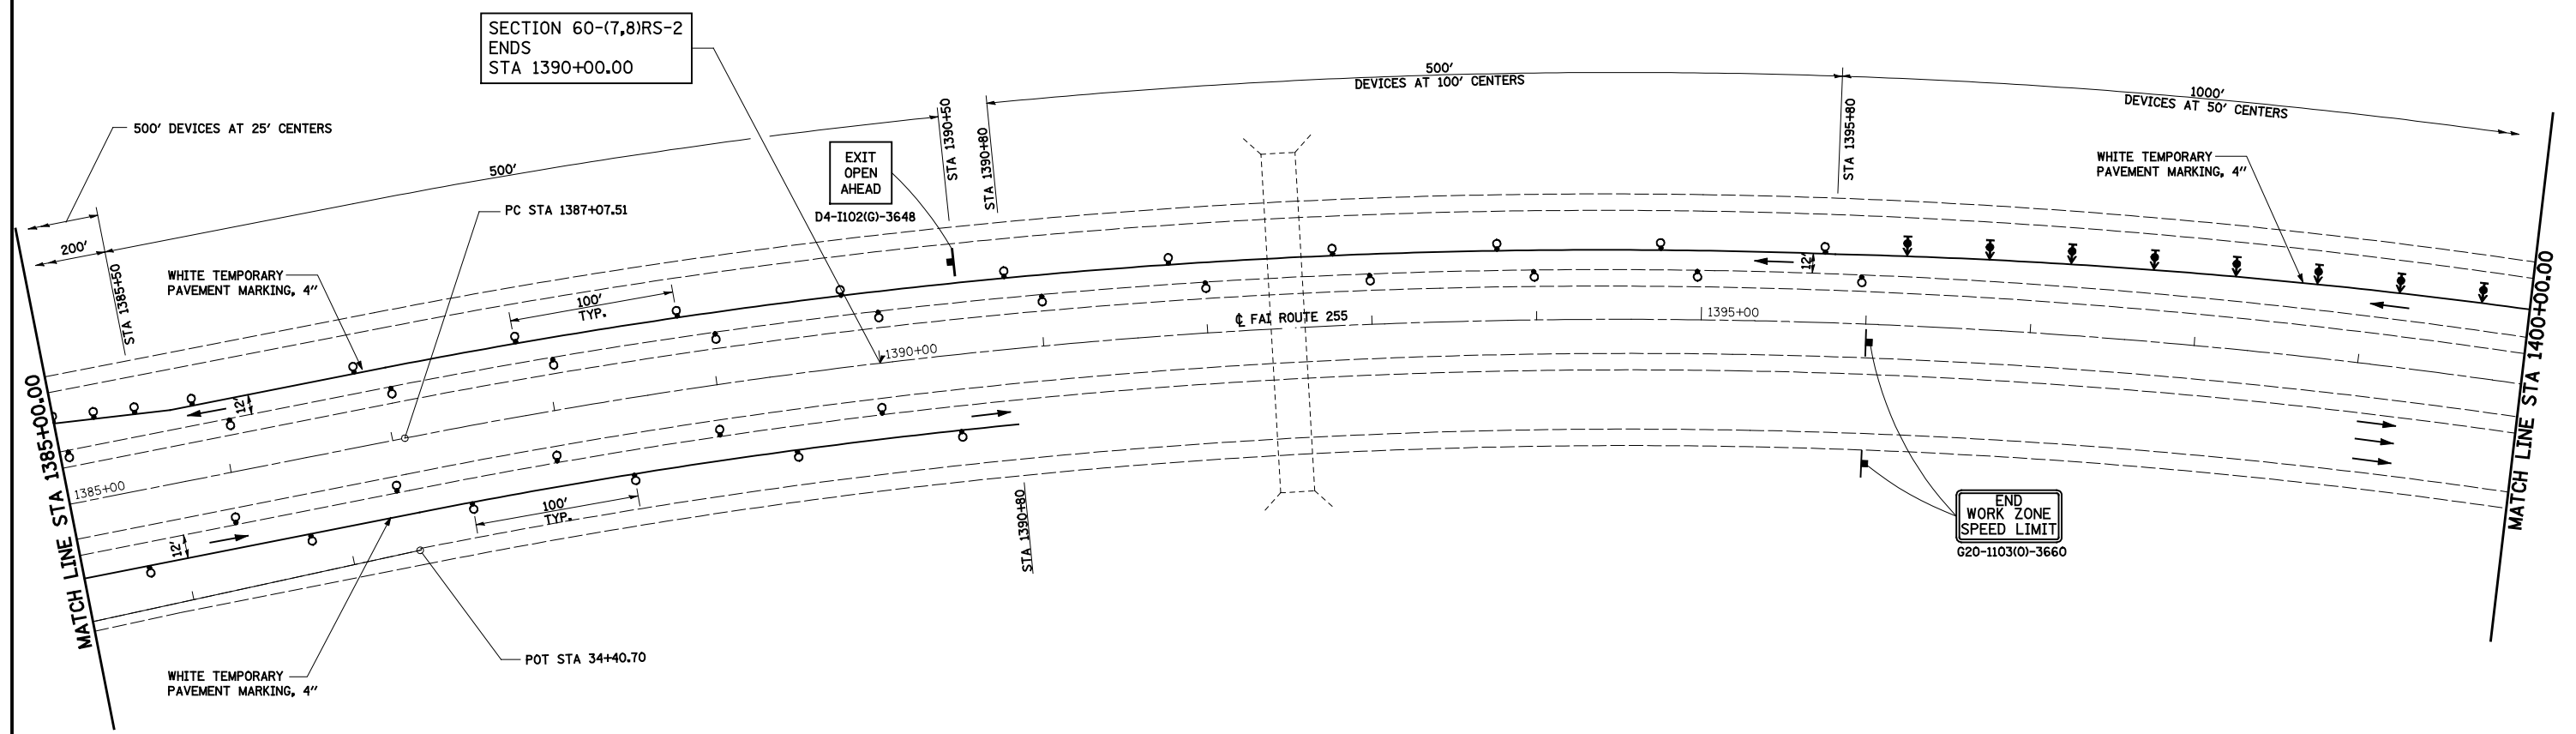 SECTION 60-(7,8)RS-2
ENDS
STA 1390+00.00
500'
DEVICES AT 100' CENTERS
1000'
DEVICES AT 50' CENTERS
500' DEVICES AT 25' CENTERS
500'
STA 1390+50
STA 1390+80
STA 1395+80
EXIT
OPEN
AHEAD
D4-I102(G)-3648
WHITE TEMPORARY
PAVEMENT MARKING, 4"
PC STA 1387+07.51
200'
STA 1385+50
WHITE TEMPORARY
PAVEMENT MARKING, 4"
100'
TYP.
12'
℄ FAI ROUTE 255
1395+00
1390+00
12'
1385+00
100'
TYP.
12'
STA 1390+80
END
WORK ZONE
SPEED LIMIT
G20-1103(O)-3660
POT STA 34+40.70
WHITE TEMPORARY
PAVEMENT MARKING, 4"
MATCH LINE STA 1385+00.00
MATCH LINE STA 1400+00.00